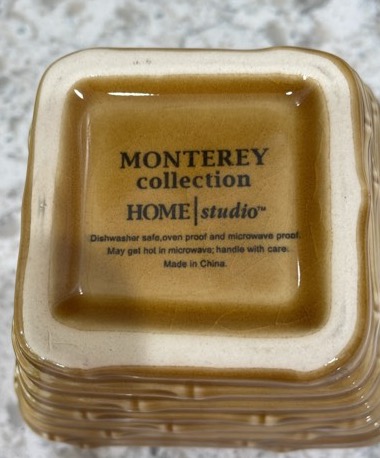 MONTEREY
collection
HOME|studio™
Dishwasher safe,oven proof and microwave proof.
May get hot in microwave; handle with care.
Made in China.